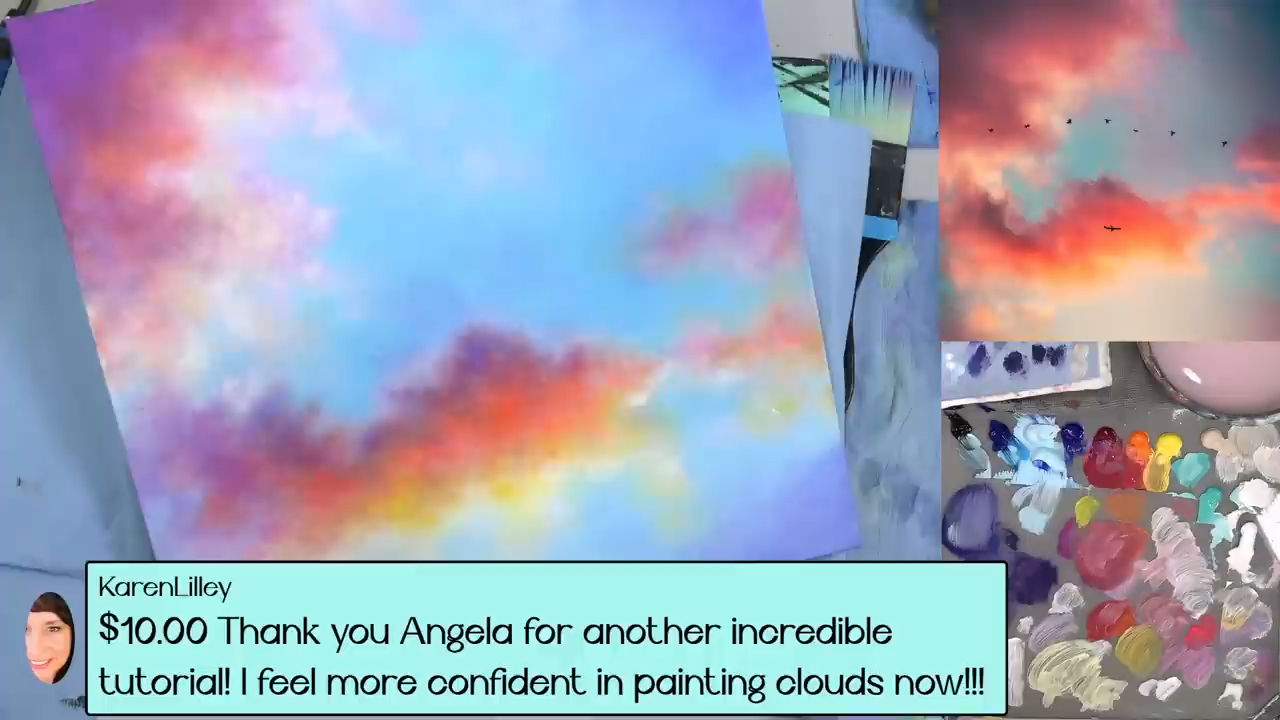 KarenLilley
$10.00 Thank you Angela for another incredible
tutorial! I feel more confident in painting clouds now!!!